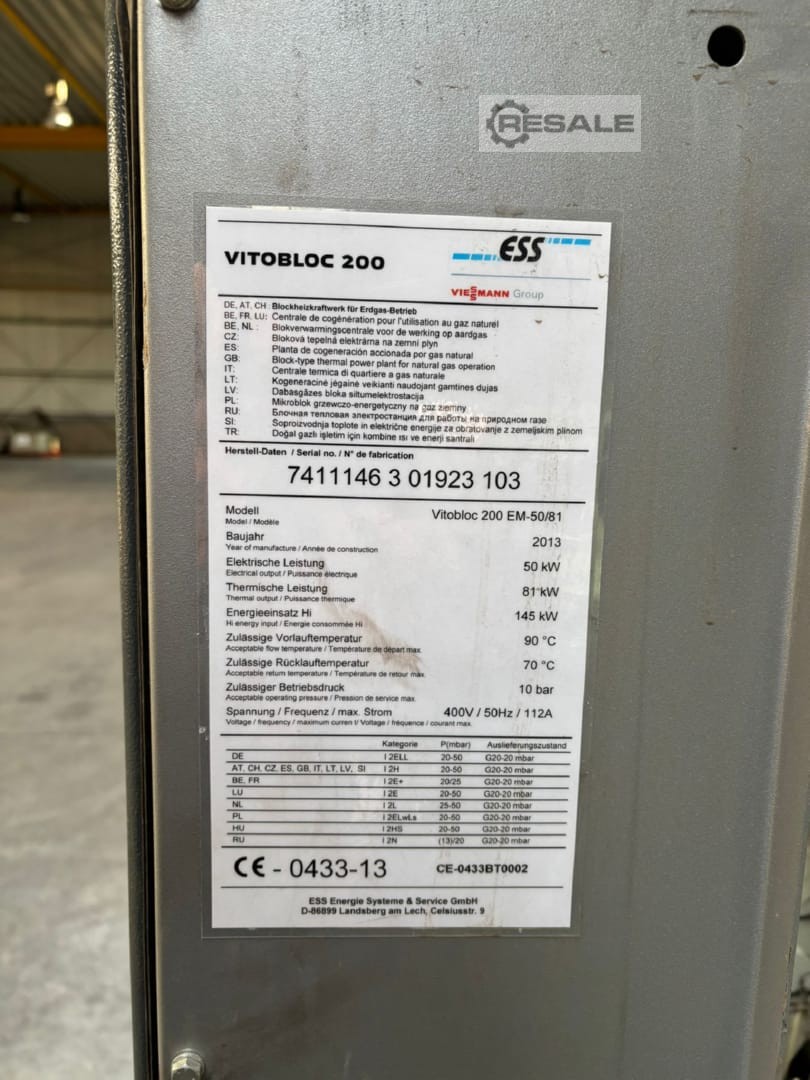 RESALE
VITOBLOC 200
ESS
VIESSMANN Group
DE, AT, CH: Blockheizkraftwerk für Erdgas-Betrieb
BE, FR, LU: Centrale de cogénération pour l'utilisation au gaz naturel
BE, NL: Blokverwarmingscentrale voor de werking op aardgas
CZ: Bloková tepelná elektrárna na zemní plyn
ES: Planta de cogeneración accionada por gas natural
GB: Block-type thermal power plant for natural gas operation
IT: Centrale termica di quartiere a gas naturale
LT: Kogeneracinė jėgainė veikianti naudojant gamtines dujas
LV: Dabasgāzes bloka siltumelektrostacija
PL: Mikroblok grzewczo-energetyczny na gaz ziemny
RU: Блочная тепловая электростанция для работы на природном газе
SI: Soproizvodnja toplote in električne energije za obratovanje z zemeljskim plinom
TR: Doğal gazlı işletim için kombine ısı ve enerji santralı
Herstell-Daten / Serial no. / N° de fabrication
7411146 3 01923 103
Modell Vitobloc 200 EM-50/81
Model / Modèle
Baujahr 2013
Year of manufacture / Année de construction
Elektrische Leistung 50 kW
Electrical output / Puissance électrique
Thermische Leistung 81 kW
Thermal output / Puissance thermique
Energieeinsatz Hi 145 kW
Hi energy input / Energie consommée Hi
Zulässige Vorlauftemperatur 90 °C
Acceptable flow temperature / Température de départ max.
Zulässige Rücklauftemperatur 70 °C
Acceptable return temperature / Température de retour max.
Zulässiger Betriebsdruck 10 bar
Acceptable operating pressure / Pression de service max.
Spannung / Frequenz / max. Strom 400V / 50Hz / 112A
Voltage / frequency / maximum curren t/ Voltage / fréquence / courant max.
Kategorie P(mbar) Auslieferungszustand
DE I 2ELL 20-50 G20-20 mbar
AT, CH, CZ, ES, GB, IT, LT, LV, SI I 2H 20-50 G20-20 mbar
BE, FR I 2E+ 20/25 G20-20 mbar
LU I 2E 20-50 G20-20 mbar
NL I 2L 25-50 G20-20 mbar
PL I 2ELwLs 20-50 G20-20 mbar
HU I 2HS 20-50 G20-20 mbar
RU I 2N (13)/20 G20-20 mbar
CE - 0433-13 CE-0433BT0002
ESS Energie Systeme & Service GmbH
D-86899 Landsberg am Lech, Celsiusstr. 9